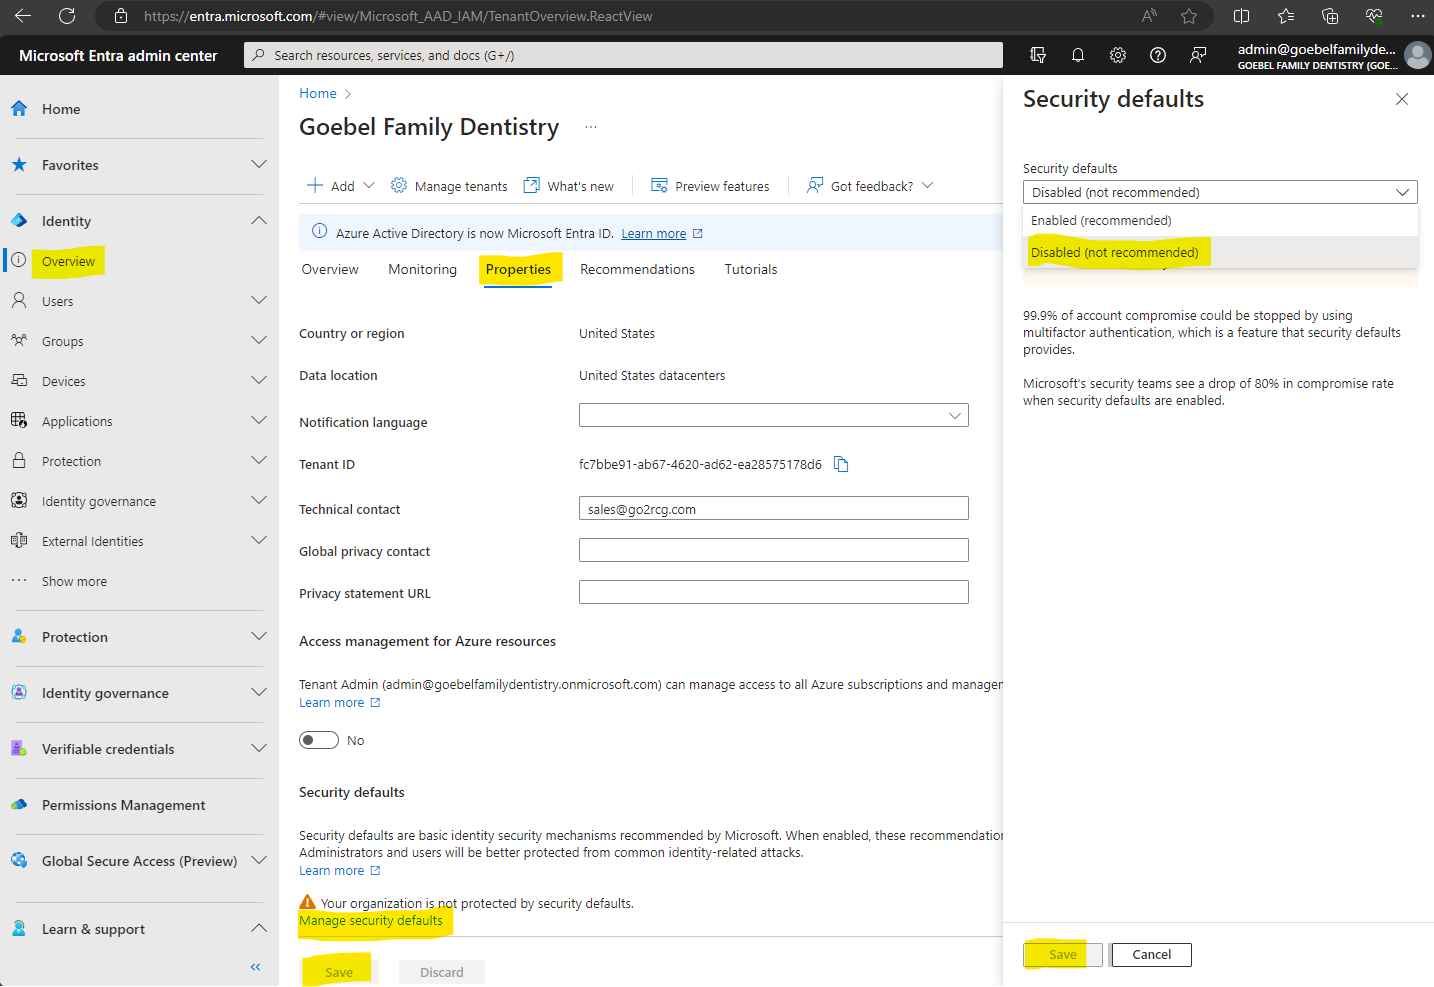 https://entra.microsoft.com/#view/Microsoft_AAD_IAM/TenantOverview.ReactView
Microsoft Entra admin center
Search resources, services, and docs (G+/)
admin@goebelfamilyde...
GOEBEL FAMILY DENTISTRY (GOE...
Home
Favorites
Identity
Overview
Users
Groups
Devices
Applications
Protection
Identity governance
External Identities
Show more
Protection
Identity governance
Verifiable credentials
Permissions Management
Global Secure Access (Preview)
Learn & support
Home
Goebel Family Dentistry
Add
Manage tenants
What's new
Preview features
Got feedback?
Azure Active Directory is now Microsoft Entra ID. Learn more
Overview
Monitoring
Properties
Recommendations
Tutorials
Country or region
United States
Data location
United States datacenters
Notification language
Tenant ID
fc7bbe91-ab67-4620-ad62-ea28575178d6
Technical contact
sales@go2rcg.com
Global privacy contact
Privacy statement URL
Access management for Azure resources
Tenant Admin (admin@goebelfamilydentistry.onmicrosoft.com) can manage access to all Azure subscriptions and manager
Learn more
No
Security defaults
Security defaults are basic identity security mechanisms recommended by Microsoft. When enabled, these recommendation
Administrators and users will be better protected from common identity-related attacks.
Learn more
Your organization is not protected by security defaults.
Manage security defaults
Save
Discard
Security defaults
Security defaults
Disabled (not recommended)
Enabled (recommended)
Disabled (not recommended)
99.9% of account compromise could be stopped by using
multifactor authentication, which is a feature that security defaults
provides.
Microsoft's security teams see a drop of 80% in compromise rate
when security defaults are enabled.
Save
Cancel